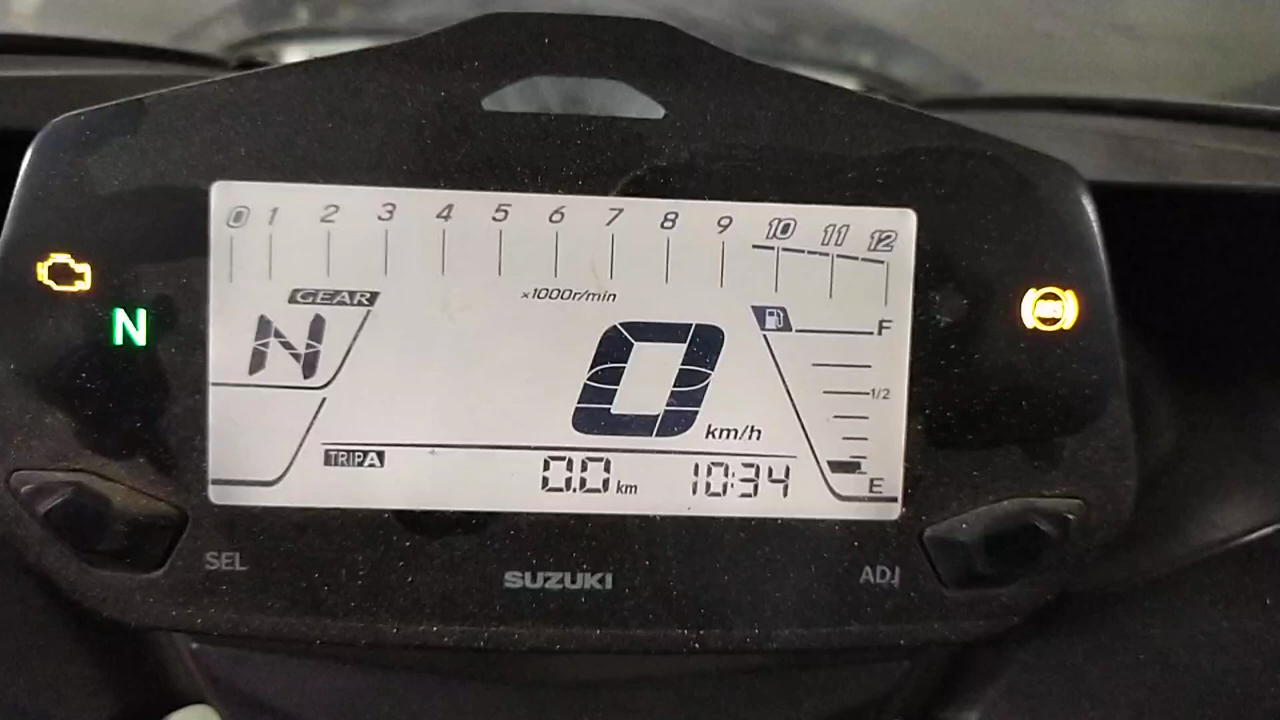 0 1 2 3 4 5 6 7 8 9 10 11 12
GEAR
x1000r/min
N
N
F
0
1/2
km/h
TRIP A
0.0 km
10:34
E
SEL
SUZUKI
ADJ